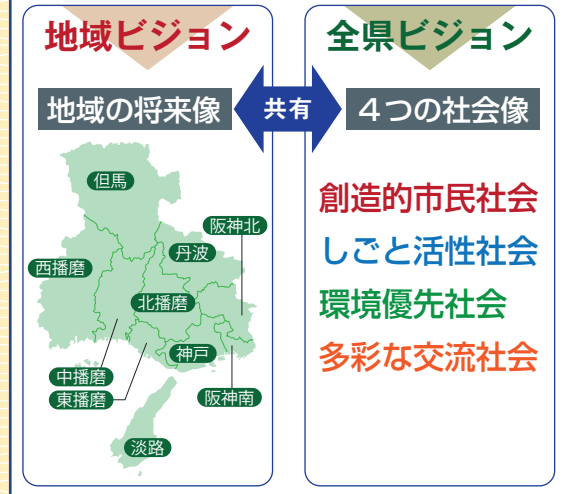 地域ビジョン
地域の将来像
共有
全県ビジョン
4つの社会像
但馬
阪神北
丹波
西播磨
北播磨
神戸
中播磨
東播磨
阪神南
淡路
創造的市民社会
しごと活性社会
環境優先社会
多彩な交流社会